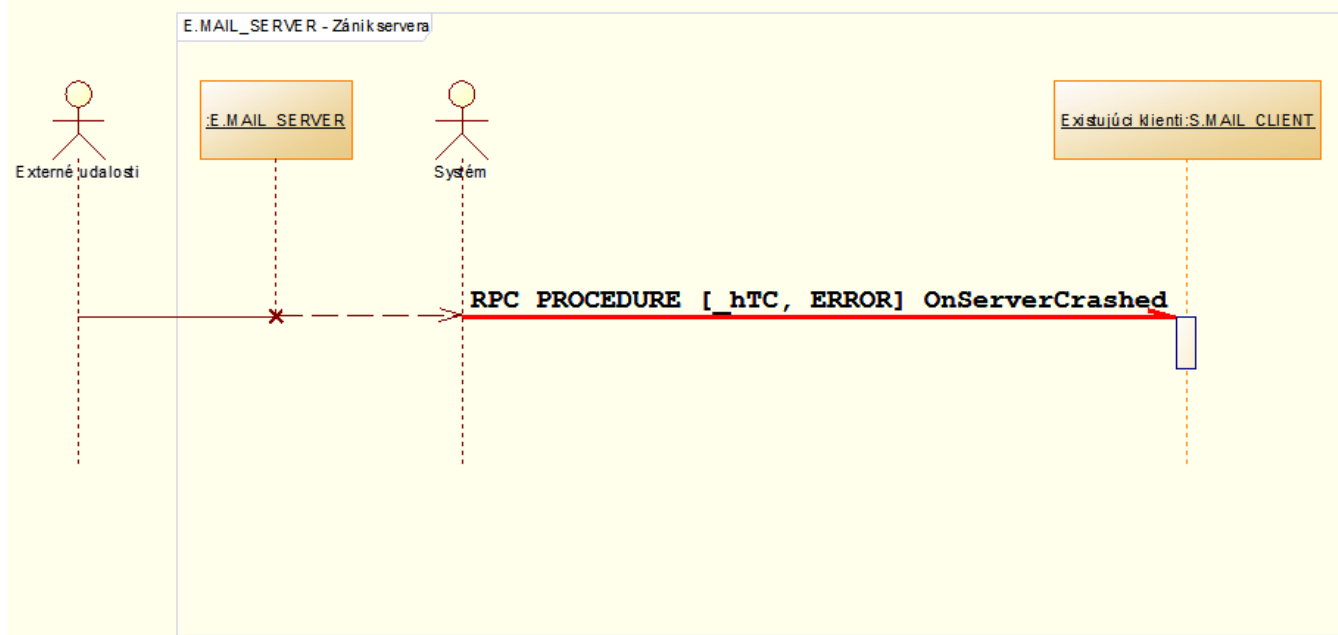 E.MAIL_SERVER - Zánik servera
:E.MAIL_SERVER
Existujúci klienti:S.MAIL_CLIENT
Externé udalosti
Systém
RPC PROCEDURE [_hTC, ERROR] OnServerCrashed